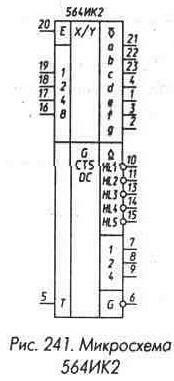 564ИК2
20 E X/Y ō 21
a 22
b 23
19 1 c 4
18 2 d 1
17 4 e 3
16 8 f 2
g
G Ω 10
CTS HL1 11
DC HL2 13
HL3 14
HL4 15
HL5
1 7
2 8
4 9
5 T G 6
Рис. 241. Микросхема
564ИК2